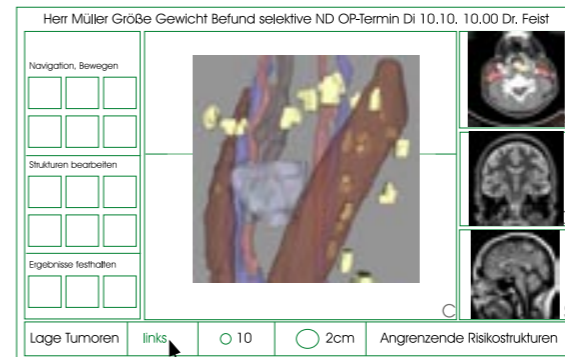 Herr Müller Größe Gewicht Befund selektive ND OP-Termin Di 10.10. 10.00 Dr. Feist
Navigation, Bewegen
Strukturen bearbeiten
Ergebnisse festhalten
Lage Tumoren links 10 2cm Angrenzende Risikostrukturen